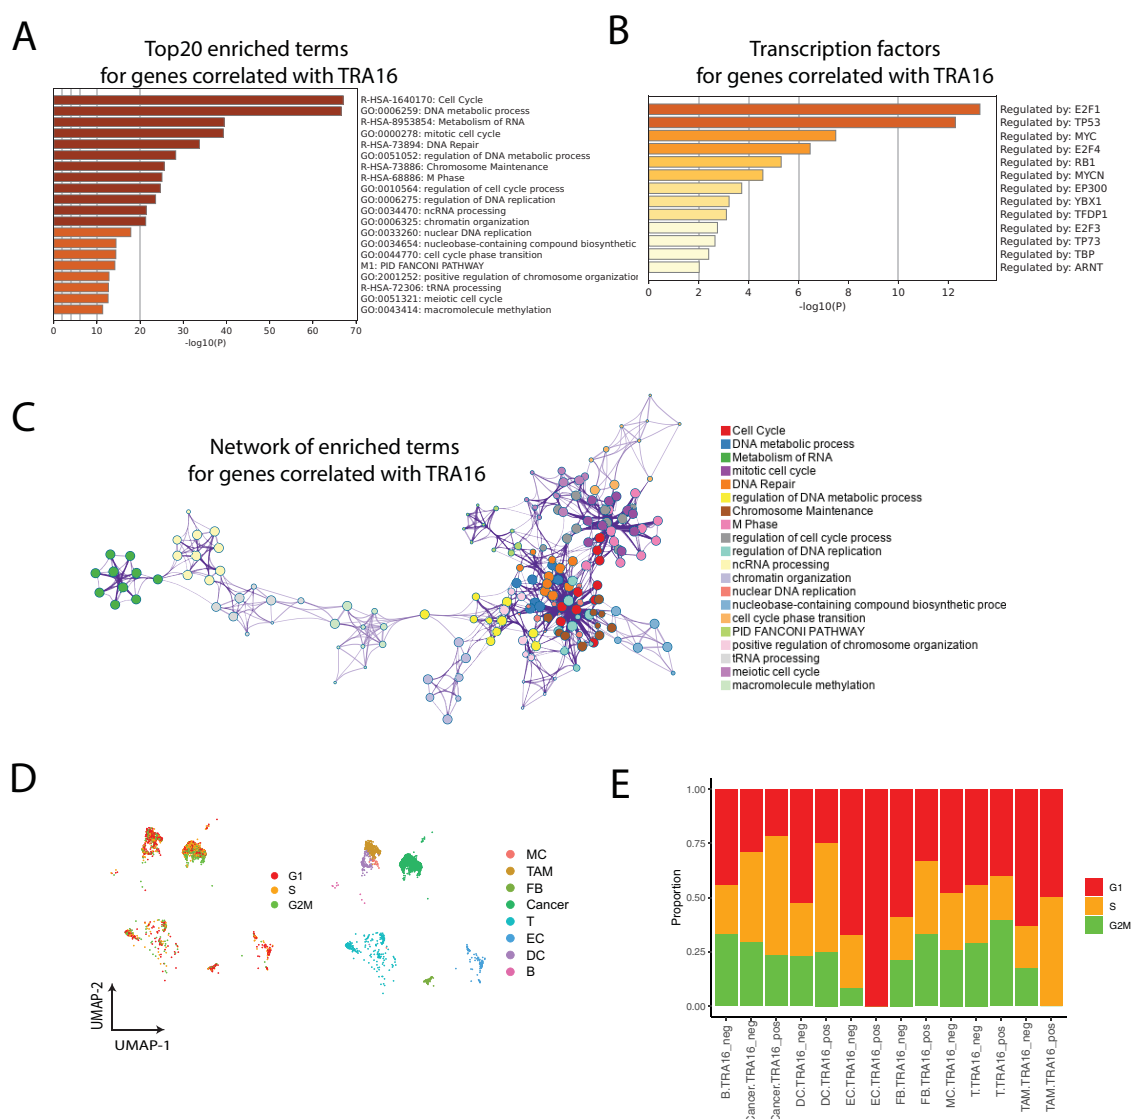 A
Top20 enriched terms
for genes correlated with TRA16
R-HSA-1640170: Cell Cycle
GO:0006259: DNA metabolic process
R-HSA-8953854: Metabolism of RNA
GO:0000278: mitotic cell cycle
R-HSA-73894: DNA Repair
GO:0051052: regulation of DNA metabolic process
R-HSA-73886: Chromosome Maintenance
R-HSA-68886: M Phase
GO:0010564: regulation of cell cycle process
GO:0006275: regulation of DNA replication
GO:0034470: ncRNA processing
GO:0006325: chromatin organization
GO:0033260: nuclear DNA replication
GO:0034654: nucleobase-containing compound biosynthetic
GO:0044770: cell cycle phase transition
M1: PID FANCONI PATHWAY
GO:2001252: positive regulation of chromosome organization
R-HSA-72306: tRNA processing
GO:0051321: meiotic cell cycle
GO:0043414: macromolecule methylation
0 10 20 30 40 50 60 70
-log10(P)
B
Transcription factors
for genes correlated with TRA16
Regulated by: E2F1
Regulated by: TP53
Regulated by: MYC
Regulated by: E2F4
Regulated by: RB1
Regulated by: MYCN
Regulated by: EP300
Regulated by: YBX1
Regulated by: TFDP1
Regulated by: E2F3
Regulated by: TP73
Regulated by: TBP
Regulated by: ARNT
0 2 4 6 8 10 12
-log10(P)
C
Network of enriched terms
for genes correlated with TRA16
Cell Cycle
DNA metabolic process
Metabolism of RNA
mitotic cell cycle
DNA Repair
regulation of DNA metabolic process
Chromosome Maintenance
M Phase
regulation of cell cycle process
regulation of DNA replication
ncRNA processing
chromatin organization
nuclear DNA replication
nucleobase-containing compound biosynthetic proce
cell cycle phase transition
PID FANCONI PATHWAY
positive regulation of chromosome organization
tRNA processing
meiotic cell cycle
macromolecule methylation
D
G1
S
G2M
MC
TAM
FB
Cancer
T
EC
DC
B
UMAP-2
UMAP-1
E
Proportion
1.00
0.75
0.50
0.25
0.00
B.TRA16_neg
Cancer.TRA16_neg
Cancer.TRA16_pos
DC.TRA16_neg
DC.TRA16_pos
EC.TRA16_neg
EC.TRA16_pos
FB.TRA16_neg
FB.TRA16_pos
MC.TRA16_neg
T.TRA16_neg
T.TRA16_pos
TAM.TRA16_neg
TAM.TRA16_pos
G1
S
G2M